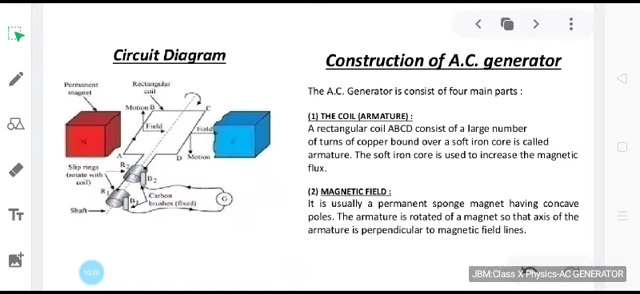 Circuit Diagram
Permanent
magnet
Rectangular
coil
Motion B
C
Field
Field
N
S
A
D
Motion
Slip rings
(rotate with
coil)
R2
B2
R1
B1
Carbon
brushes (fixed)
G
Shaft
Construction of A.C. generator
The A.C. Generator is consist of four main parts :
(1) THE COIL (ARMATURE) :
A rectangular coil ABCD consist of a large number
of turns of copper bound over a soft iron core is called
armature. The soft iron core is used to increase the magnetic
flux.
(2) MAGNETIC FIELD :
It is usually a permanent sponge magnet having concave
poles. The armature is rotated of a magnet so that axis of the
armature is perpendicular to magnetic field lines.
JBM:Class X Physics-AC GENERATOR